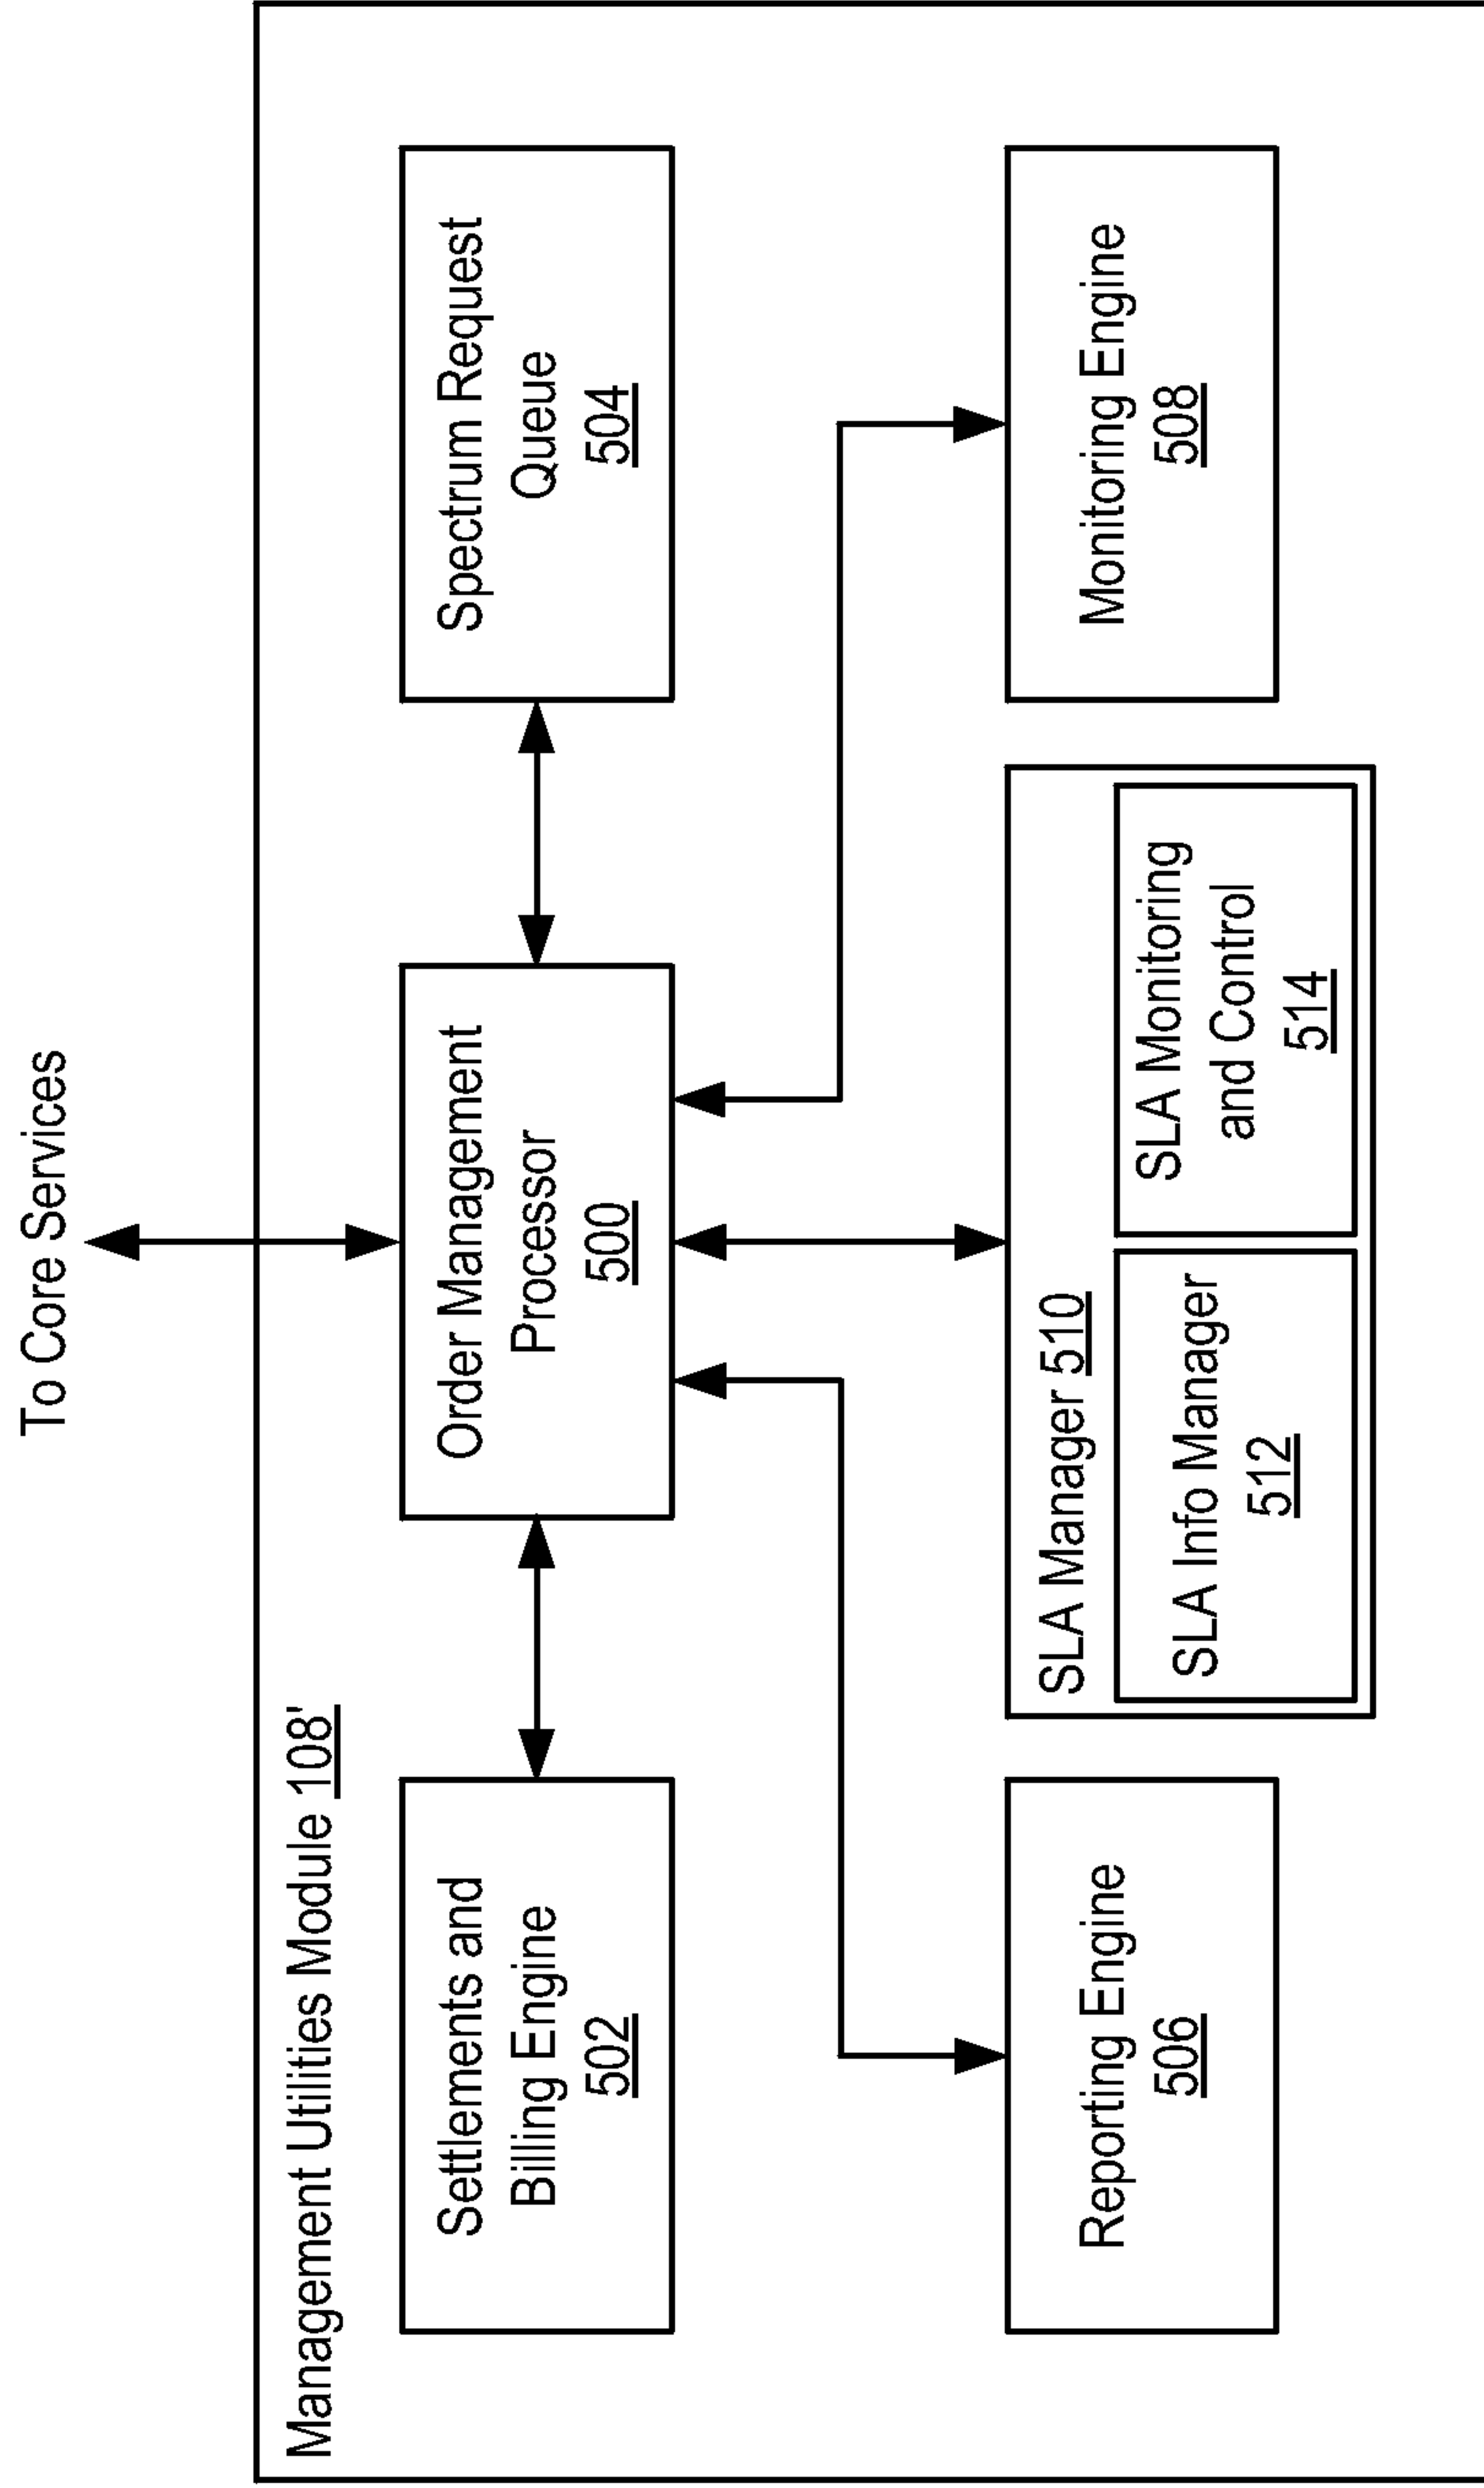 To Core Services
Management Utilities Module 108'
Settlements and
Billing Engine
502
Order Management
Processor
500
Spectrum Request
Queue
504
Reporting Engine
506
SLA Manager 510
SLA Info Manager
512
SLA Monitoring
and Control
514
Monitoring Engine
508